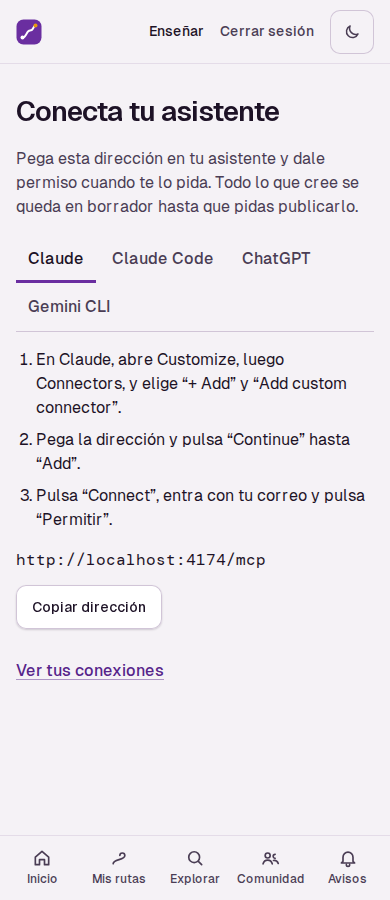 Enseñar
Cerrar sesión
Conecta tu asistente
Pega esta dirección en tu asistente y dale
permiso cuando te lo pida. Todo lo que cree se
queda en borrador hasta que pidas publicarlo.
Claude
Claude Code
ChatGPT
Gemini CLI
1. En Claude, abre Customize, luego
Connectors, y elige “+ Add” y “Add custom
connector”.
2. Pega la dirección y pulsa “Continue” hasta
“Add”.
3. Pulsa “Connect”, entra con tu correo y pulsa
“Permitir”.
http://localhost:4174/mcp
Copiar dirección
Ver tus conexiones
Inicio
Mis rutas
Explorar
Comunidad
Avisos